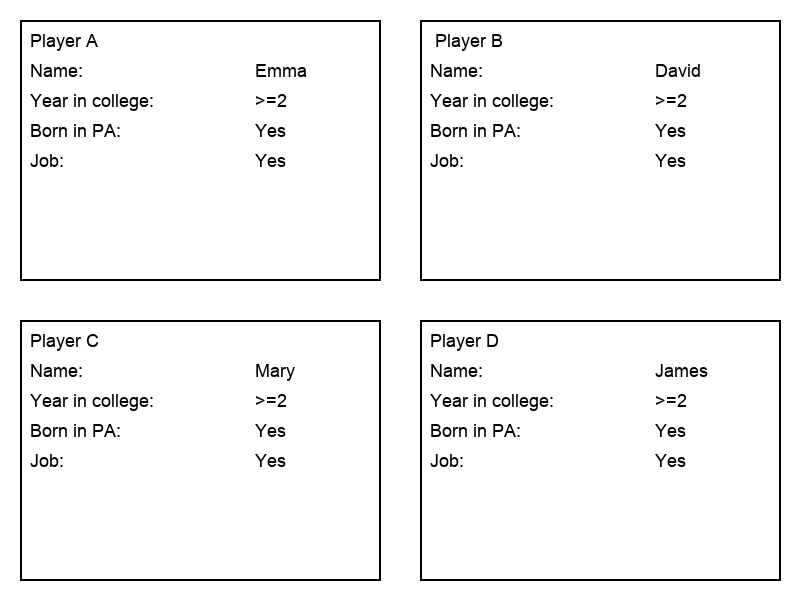 Player A
Name: Emma
Year in college: >=2
Born in PA: Yes
Job: Yes
Player B
Name: David
Year in college: >=2
Born in PA: Yes
Job: Yes
Player C
Name: Mary
Year in college: >=2
Born in PA: Yes
Job: Yes
Player D
Name: James
Year in college: >=2
Born in PA: Yes
Job: Yes